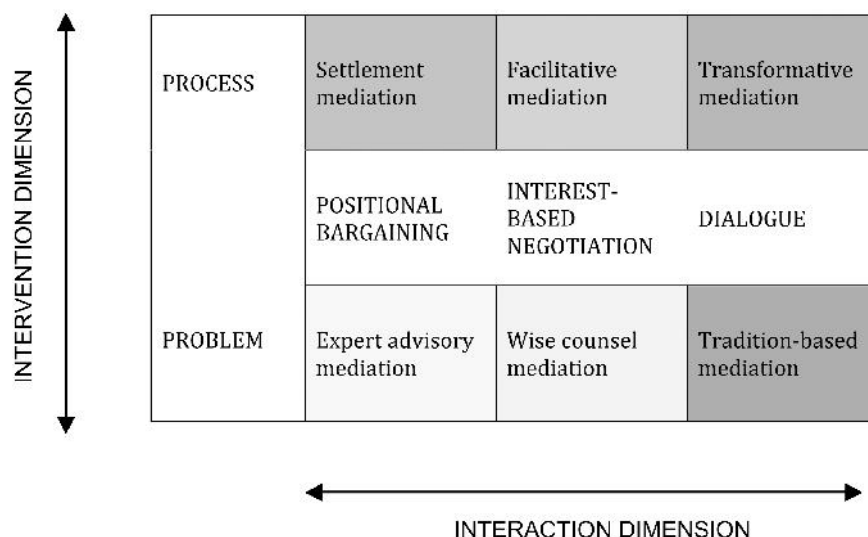 INTERVENTION DIMENSION
PROCESS
Settlement
mediation
Facilitative
mediation
Transformative
mediation
POSITIONAL
BARGAINING
INTEREST-
BASED
NEGOTIATION
DIALOGUE
PROBLEM
Expert advisory
mediation
Wise counsel
mediation
Tradition-based
mediation
INTERACTION DIMENSION